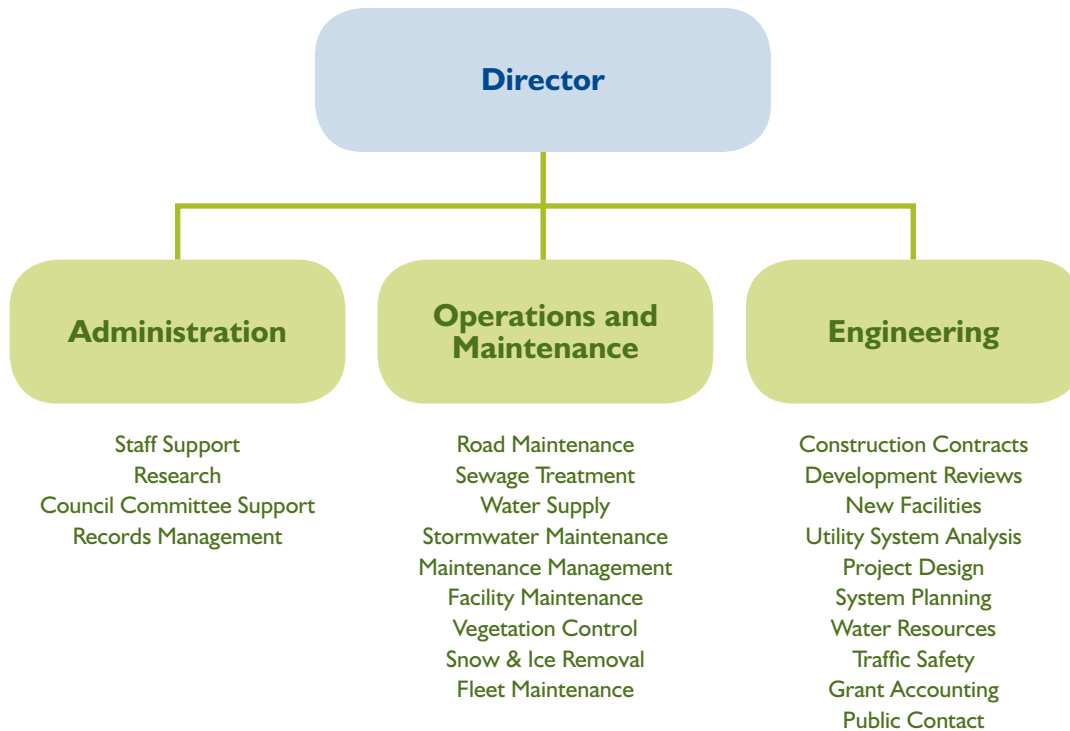 Director
Administration
Operations and
Maintenance
Engineering
Staff Support
Research
Council Committee Support
Records Management
Road Maintenance
Sewage Treatment
Water Supply
Stormwater Maintenance
Maintenance Management
Facility Maintenance
Vegetation Control
Snow & Ice Removal
Fleet Maintenance
Construction Contracts
Development Reviews
New Facilities
Utility System Analysis
Project Design
System Planning
Water Resources
Traffic Safety
Grant Accounting
Public Contact